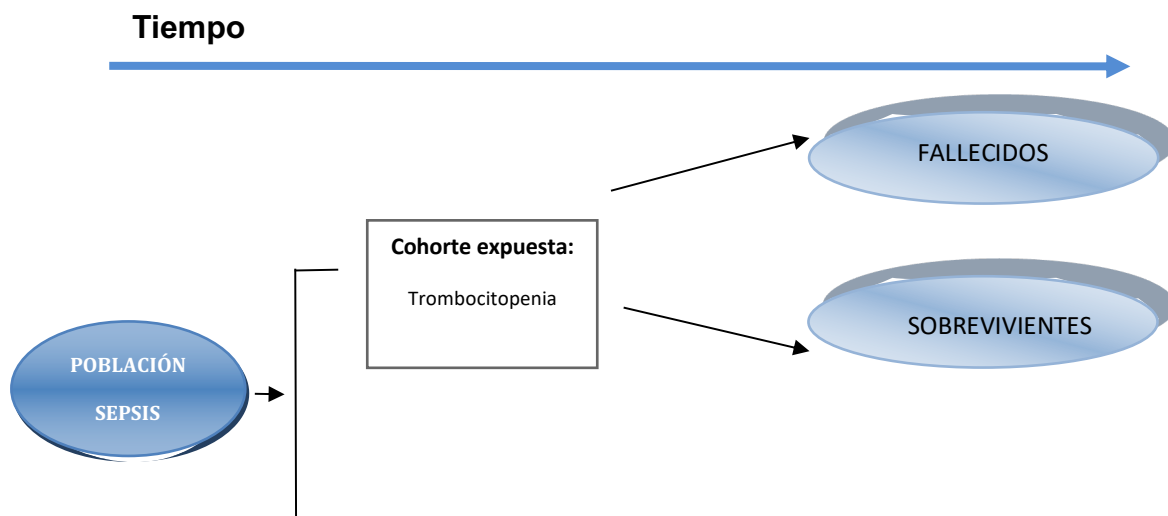 Tiempo
FALLECIDOS
Cohorte expuesta:
Trombocitopenia
SOBREVIVIENTES
POBLACIÓN
SEPSIS